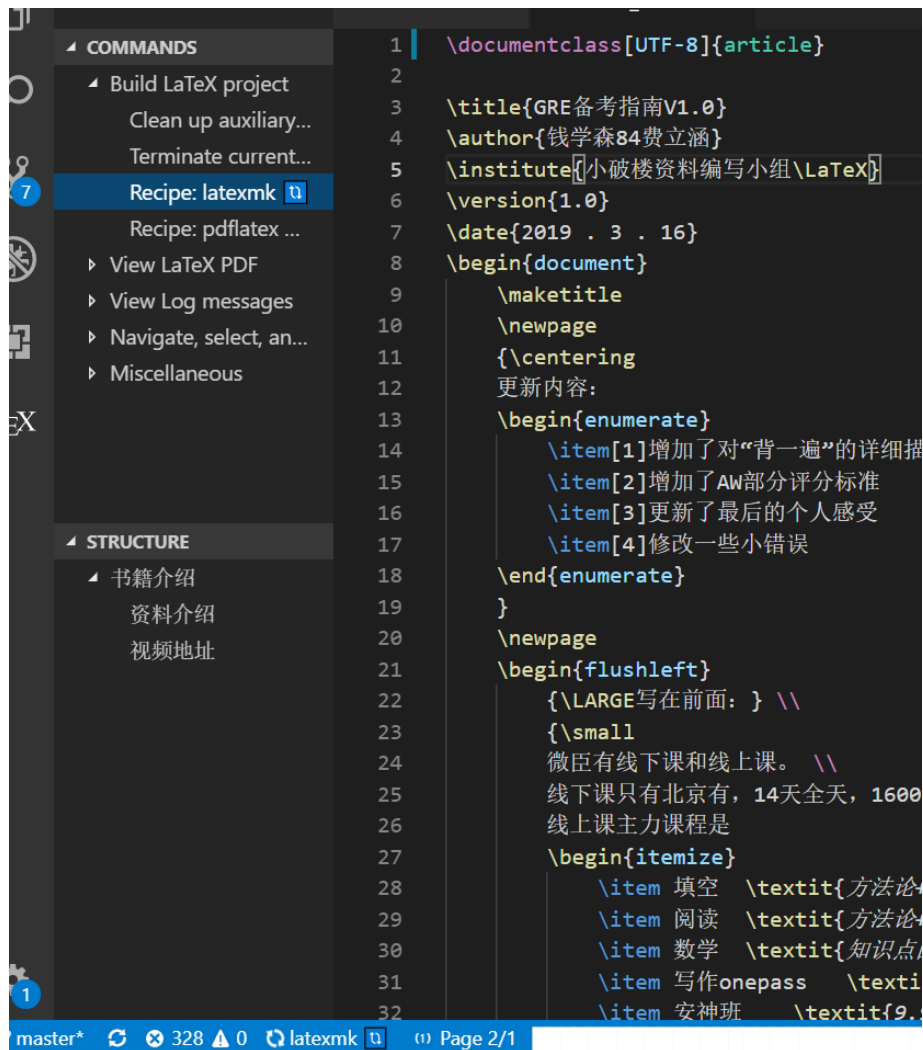 COMMANDS
Build LaTeX project
Clean up auxiliary...
Terminate current...
Recipe: latexmk
Recipe: pdflatex ...
View LaTeX PDF
View Log messages
Navigate, select, an...
Miscellaneous
STRUCTURE
书籍介绍
资料介绍
视频地址
7
EX
1
1 \documentclass[UTF-8]{article}
2
3 \title{GRE备考指南V1.0}
4 \author{钱学森84费立涵}
5 \institute{小破楼资料编写小组\LaTeX}
6 \version{1.0}
7 \date{2019 . 3 . 16}
8 \begin{document}
9 \maketitle
10 \newpage
11 {\centering
12 更新内容：
13 \begin{enumerate}
14 \item[1]增加了对“背一遍”的详细描
15 \item[2]增加了AW部分评分标准
16 \item[3]更新了最后的个人感受
17 \item[4]修改一些小错误
18 \end{enumerate}
19 }
20 \newpage
21 \begin{flushleft}
22 {\LARGE写在前面：} \\
23 {\small
24 微臣有线下课和线上课。 \\
25 线下课只有北京有，14天全天，1600
26 线上课主力课程是
27 \begin{itemize}
28 \item 填空 \textit{方法论
29 \item 阅读 \textit{方法论
30 \item 数学 \textit{知识点
31 \item 写作onepass \texti
32 \item 安神班 \textit{9.
master* 328 0 latexmk (1) Page 2/1